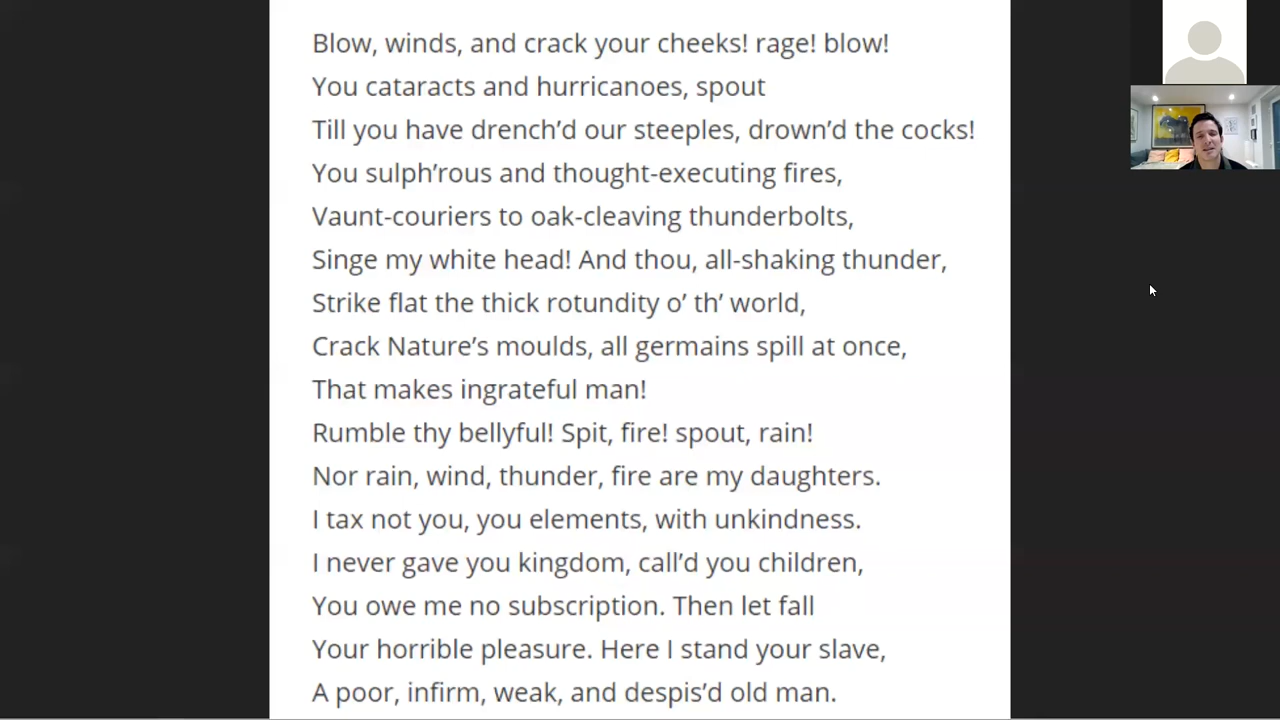 Blow, winds, and crack your cheeks! rage! blow!
You cataracts and hurricanoes, spout
Till you have drench’d our steeples, drown’d the cocks!
You sulph’rous and thought-executing fires,
Vaunt-couriers to oak-cleaving thunderbolts,
Singe my white head! And thou, all-shaking thunder,
Strike flat the thick rotundity o’ th’ world,
Crack Nature’s moulds, all germains spill at once,
That makes ingrateful man!
Rumble thy bellyful! Spit, fire! spout, rain!
Nor rain, wind, thunder, fire are my daughters.
I tax not you, you elements, with unkindness.
I never gave you kingdom, call’d you children,
You owe me no subscription. Then let fall
Your horrible pleasure. Here I stand your slave,
A poor, infirm, weak, and despis’d old man.